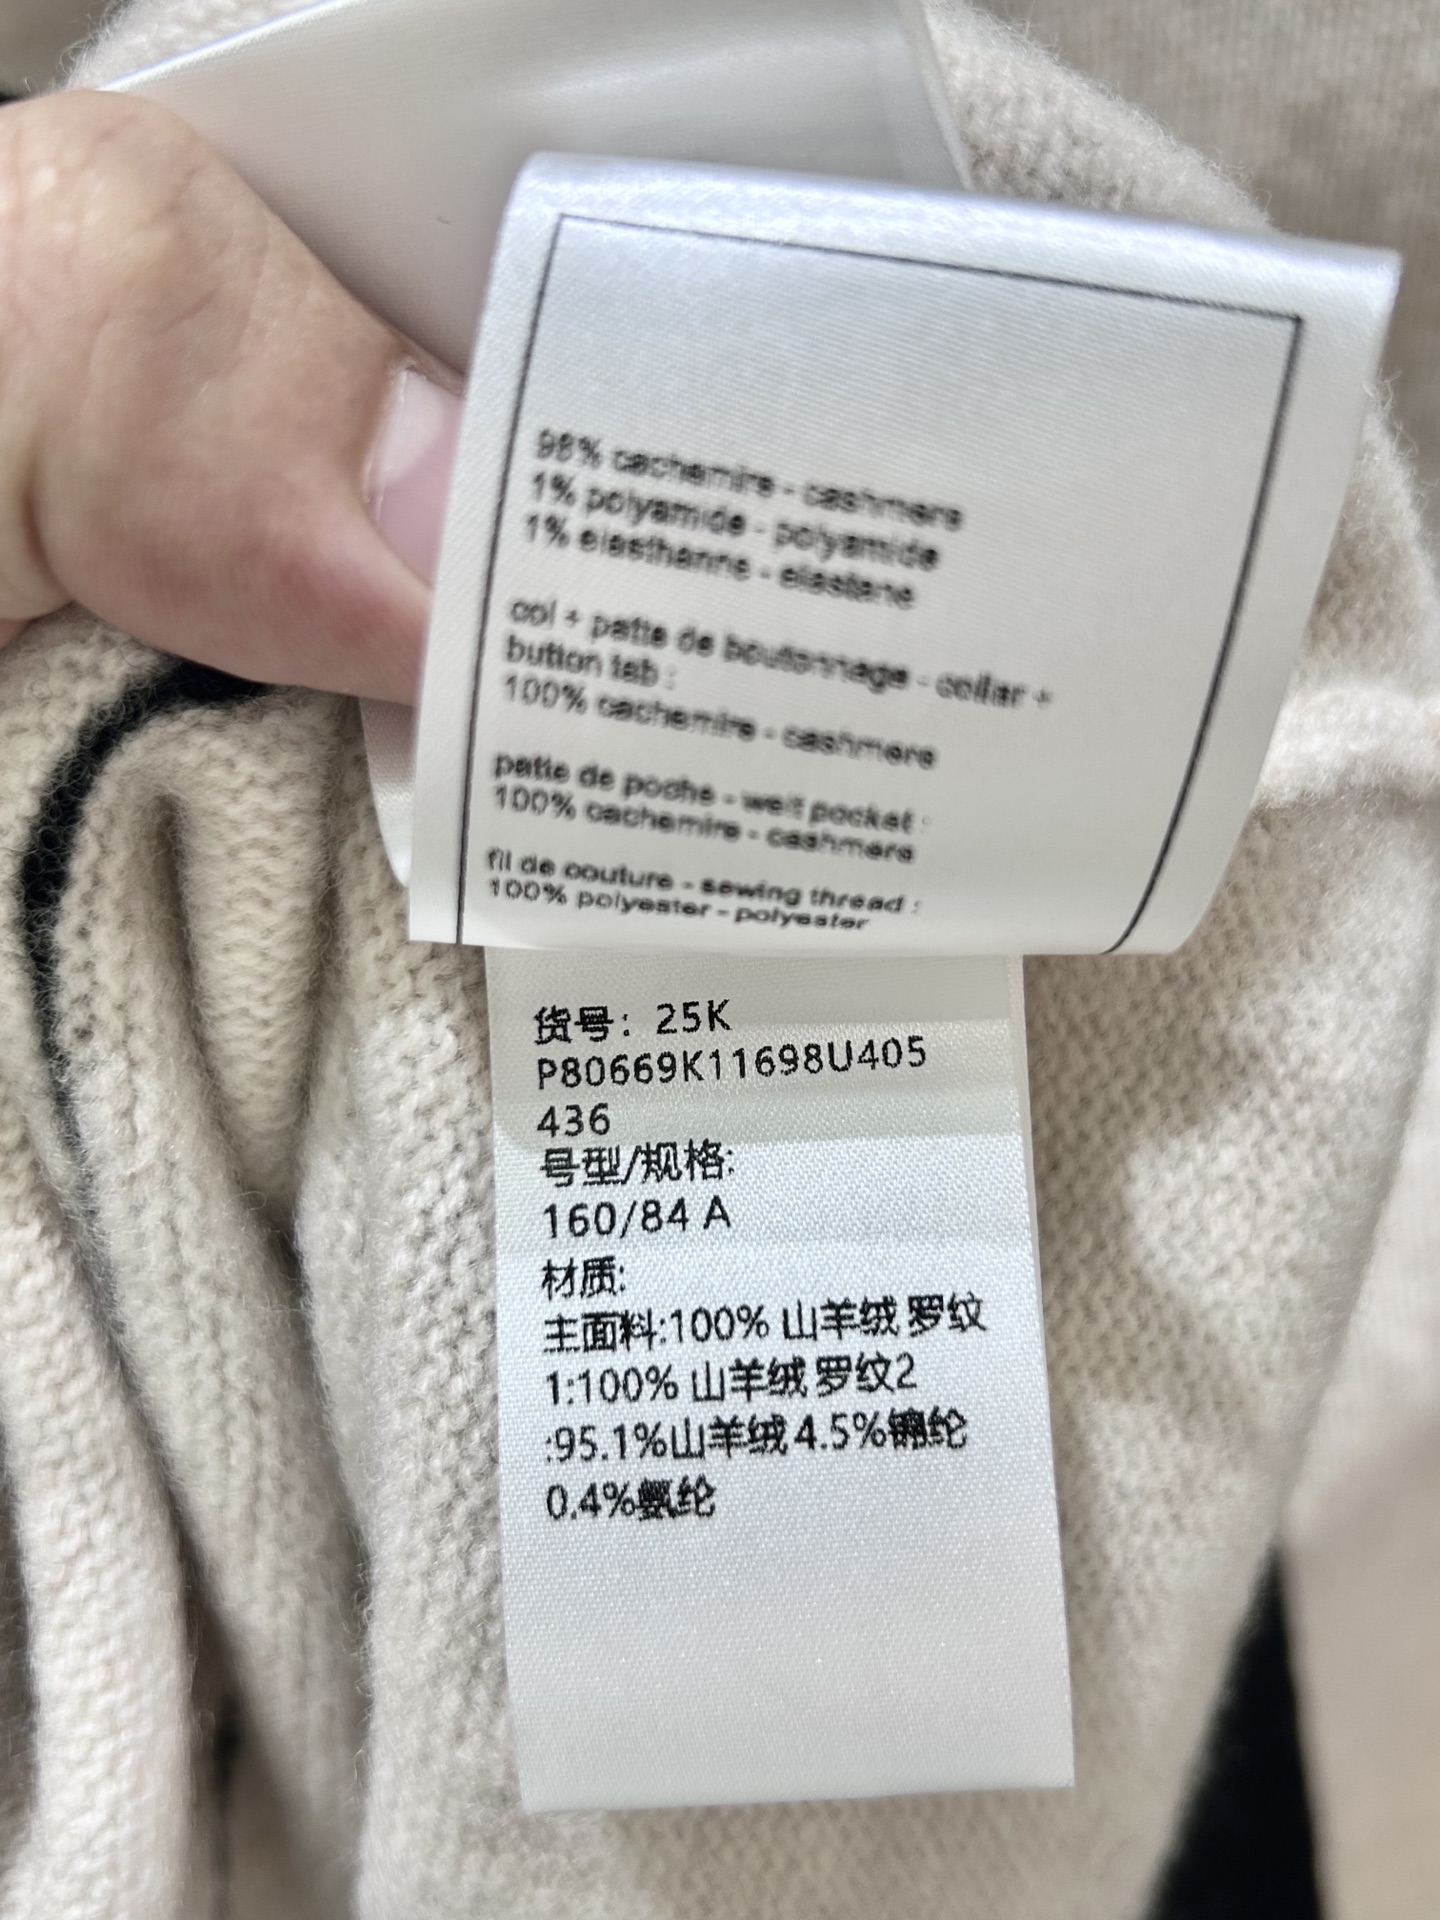 98% cachemire - cashmere
1% polyamide - polyamide
1% elasthanne - elastane
col + patte de boutonnage - collar +
button tab :
100% cachemire - cashmere
patte de poche - welt pocket :
100% cachemire - cashmere
fil de couture - sewing thread :
100% polyester - polyester
货号：25K
P80669K11698U405
436
号型/规格:
160/84 A
材质:
主面料:100% 山羊绒 罗纹
1:100% 山羊绒 罗纹2
:95.1%山羊绒 4.5%锦纶
0.4%氨纶